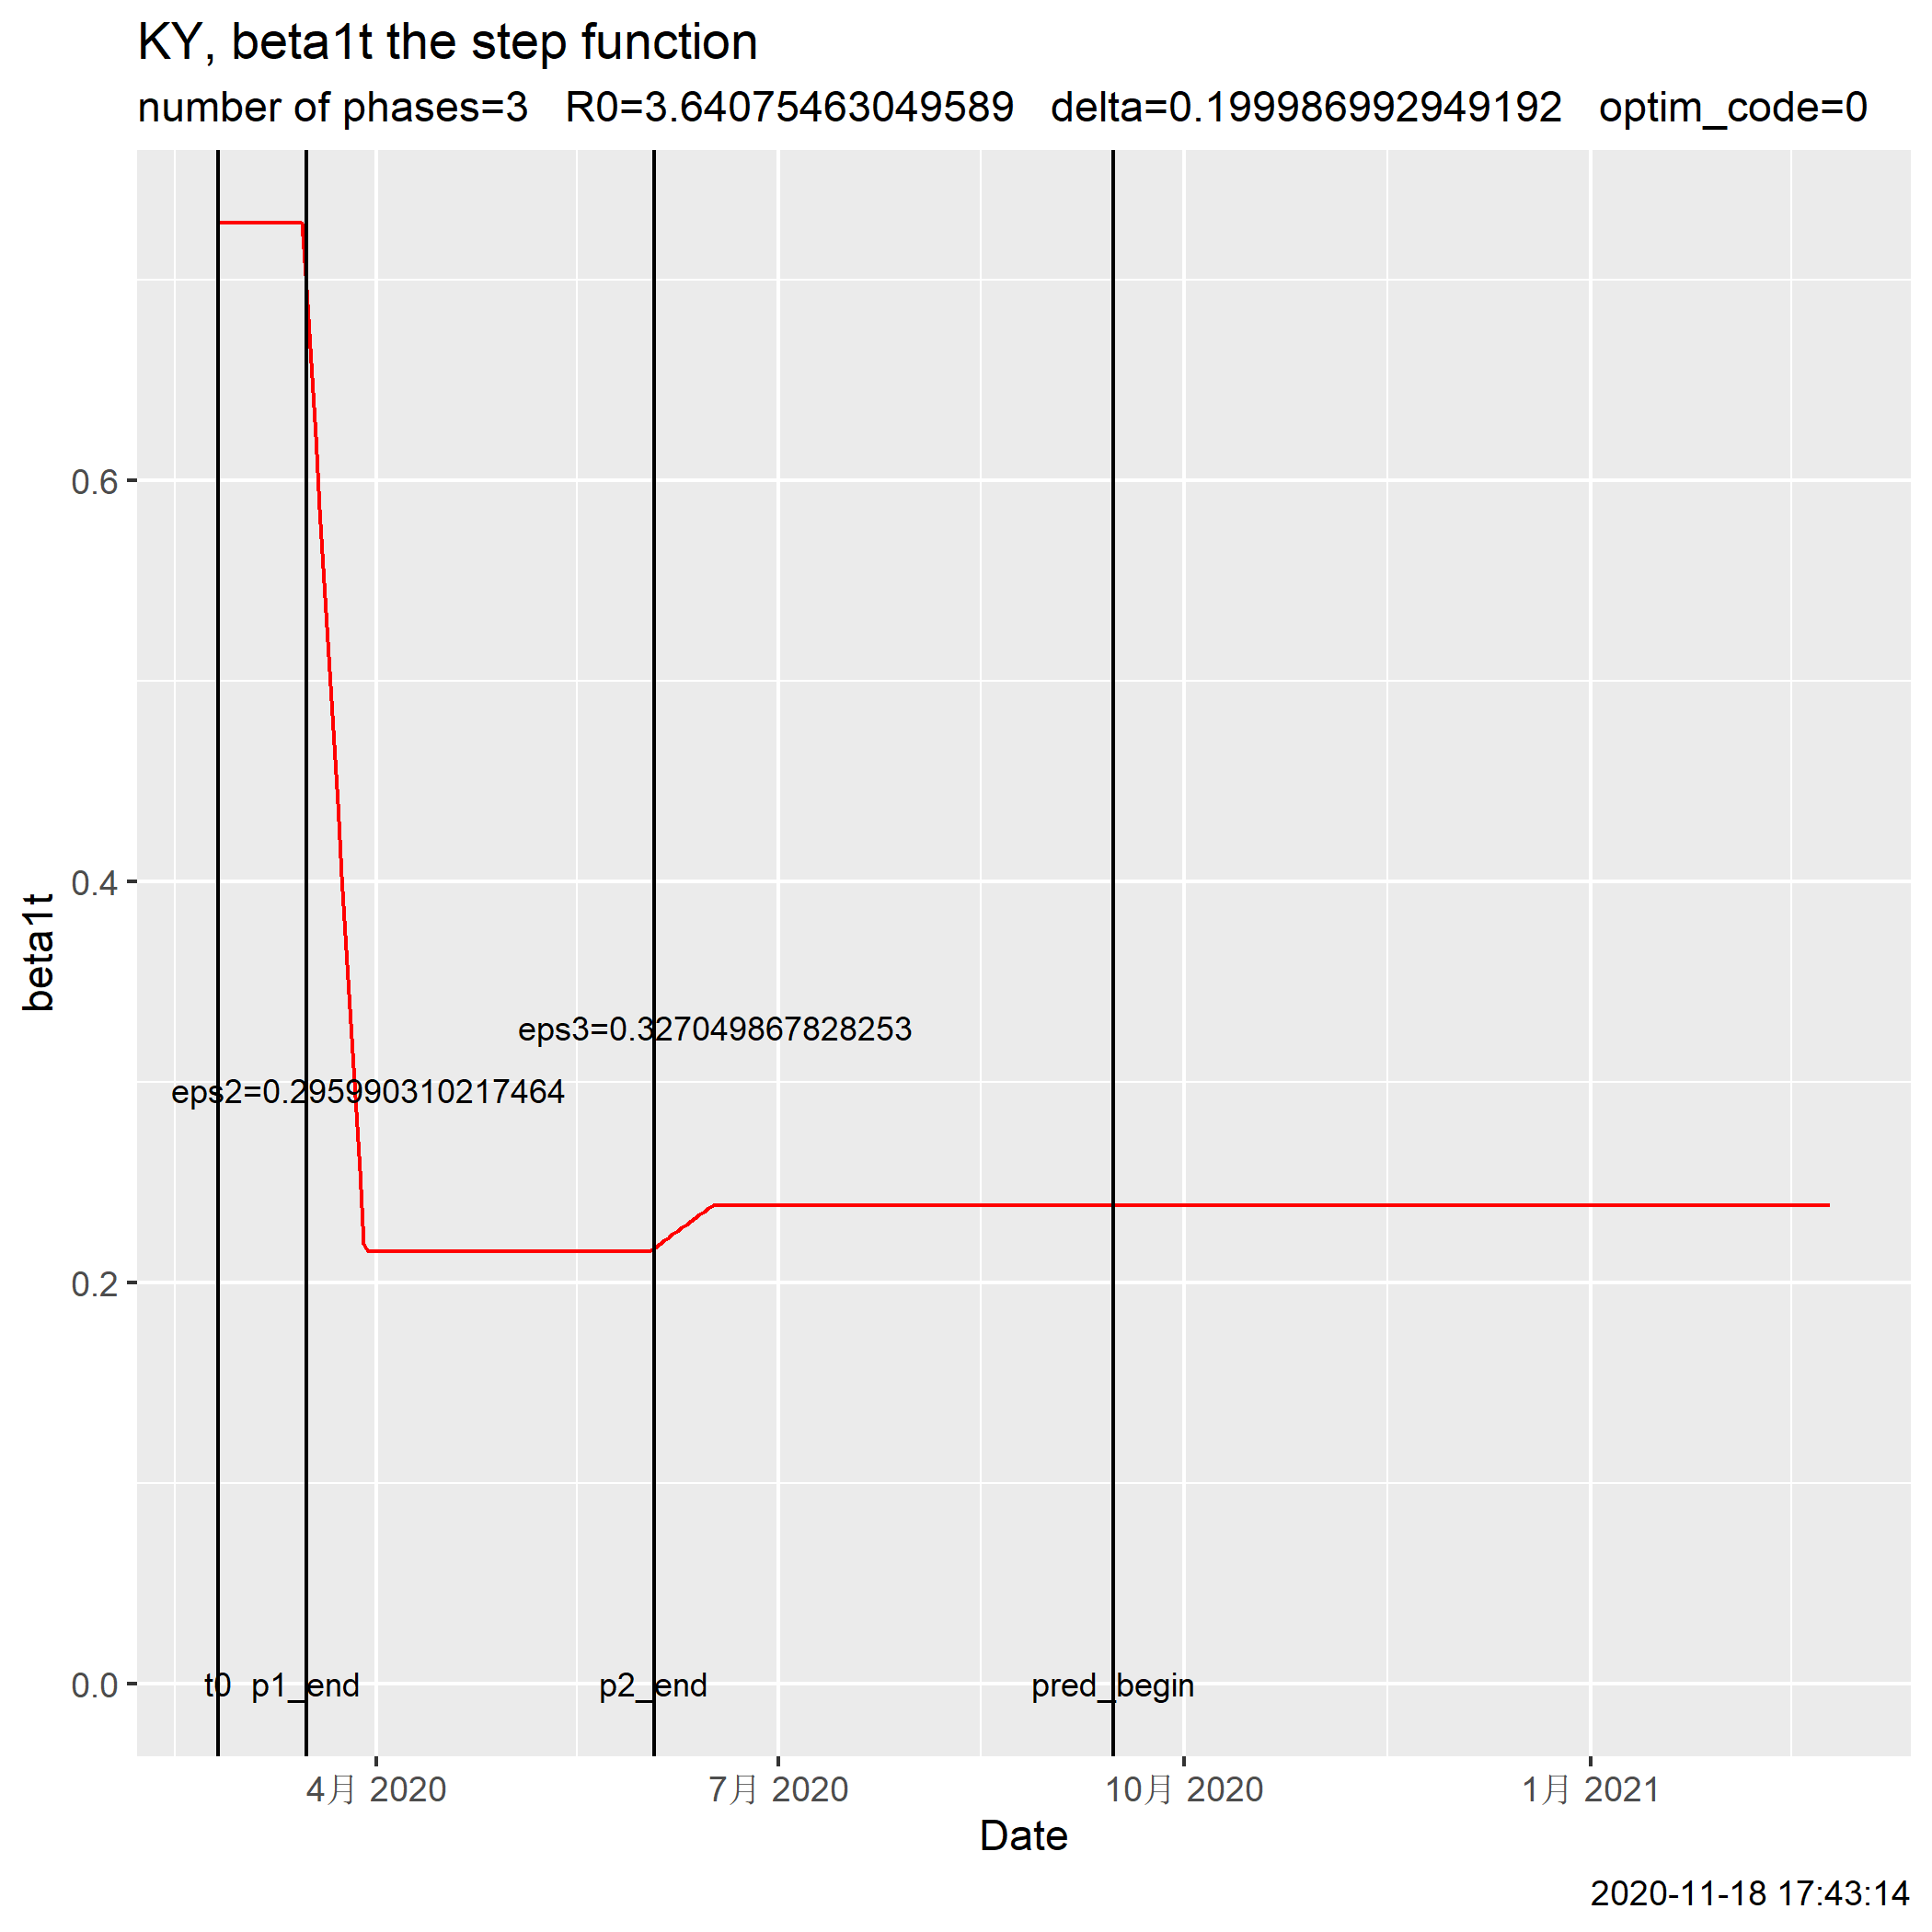 KY, beta1t the step function
number of phases=3 R0=3.64075463049589 delta=0.199986992949192 optim_code=0
0.6
0.4
0.2
0.0
beta1t
eps3=0.327049867828253
eps2=0.295990310217464
t0 p1_end p2_end pred_begin
4月 2020 7月 2020 10月 2020 1月 2021
Date
2020-11-18 17:43:14